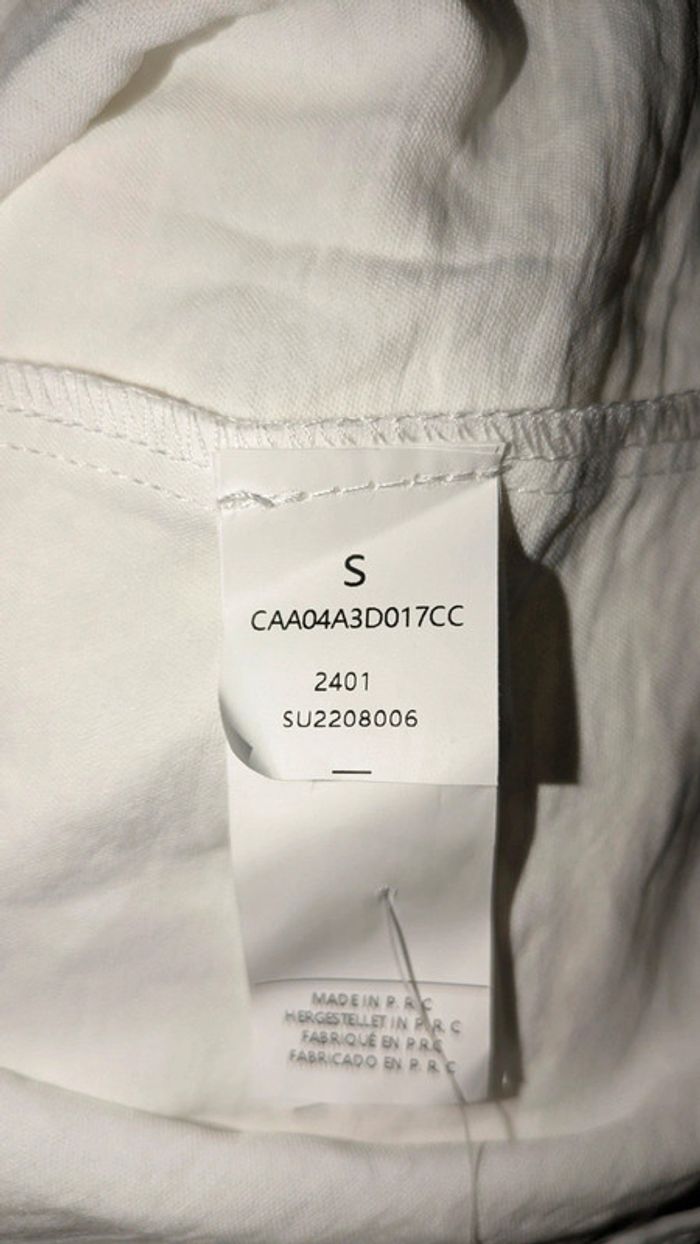 S
CAA04A3D017CC
2401
SU2208006
MADE IN P. R. C
HERGESTELLET IN P. R. C
FABRIQUÉ EN P.R.C
FABRICADO EN P. R. C